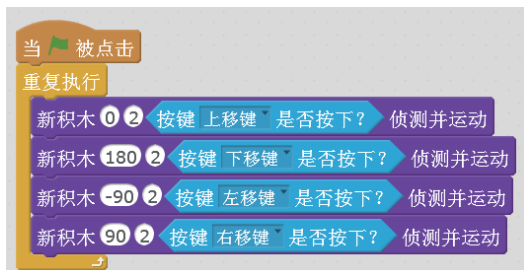 当 被点击
重复执行
新积木 0 2 按键 上移键 是否按下? 侦测并运动
新积木 180 2 按键 下移键 是否按下? 侦测并运动
新积木 -90 2 按键 左移键 是否按下? 侦测并运动
新积木 90 2 按键 右移键 是否按下? 侦测并运动